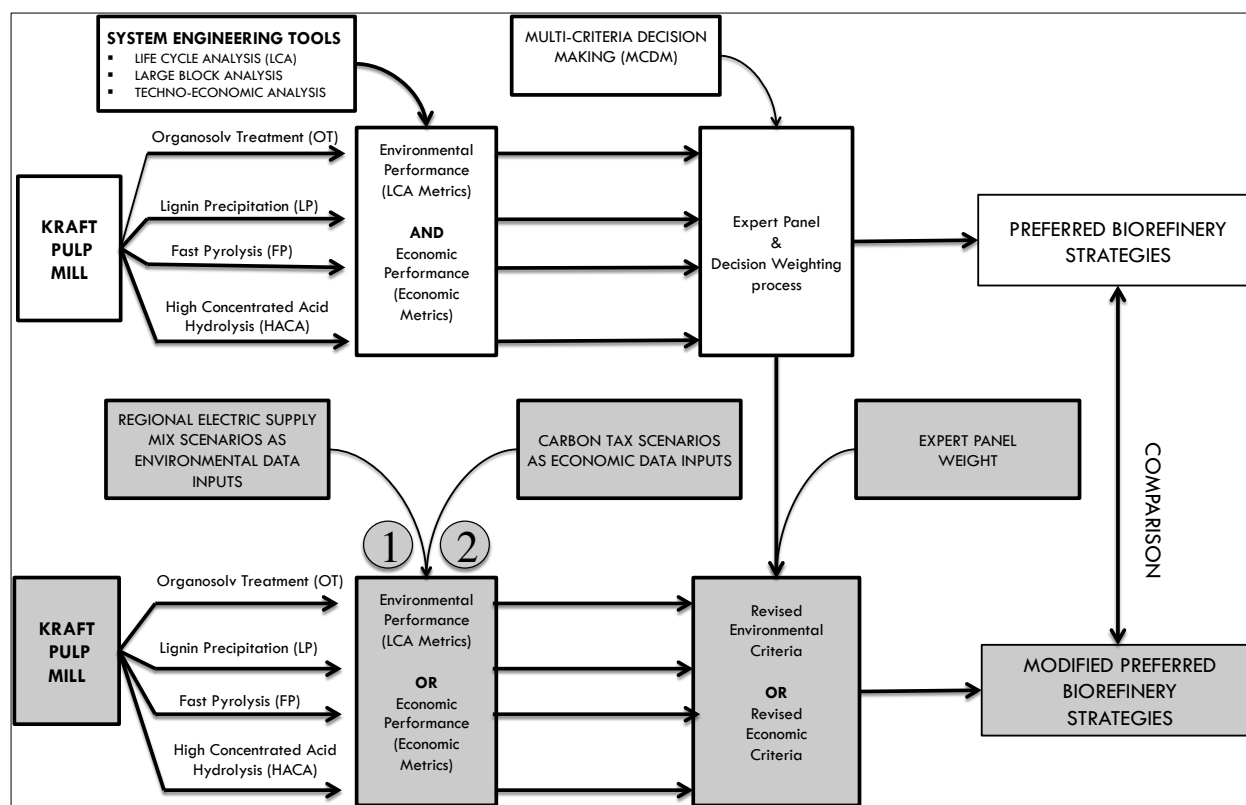 SYSTEM ENGINEERING TOOLS
▪ LIFE CYCLE ANALYSIS (LCA)
▪ LARGE BLOCK ANALYSIS
▪ TECHNO-ECONOMIC ANALYSIS
MULTI-CRITERIA DECISION
MAKING (MCDM)
KRAFT
PULP
MILL
Organosolv Treatment (OT)
Lignin Precipitation (LP)
Fast Pyrolysis (FP)
High Concentrated Acid
Hydrolysis (HACA)
Environmental
Performance
(LCA Metrics)
AND
Economic
Performance
(Economic
Metrics)
Expert Panel
&
Decision Weighting
process
PREFERRED BIOREFINERY
STRATEGIES
REGIONAL ELECTRIC SUPPLY
MIX SCENARIOS AS
ENVIRONMENTAL DATA
INPUTS
CARBON TAX SCENARIOS
AS ECONOMIC DATA INPUTS
EXPERT PANEL
WEIGHT
COMPARISON
1
2
KRAFT
PULP
MILL
Organosolv Treatment (OT)
Lignin Precipitation (LP)
Fast Pyrolysis (FP)
High Concentrated Acid
Hydrolysis (HACA)
Environmental
Performance
(LCA Metrics)
OR
Economic
Performance
(Economic
Metrics)
Revised
Environmental
Criteria
OR
Revised
Economic
Criteria
MODIFIED PREFERRED
BIOREFINERY
STRATEGIES